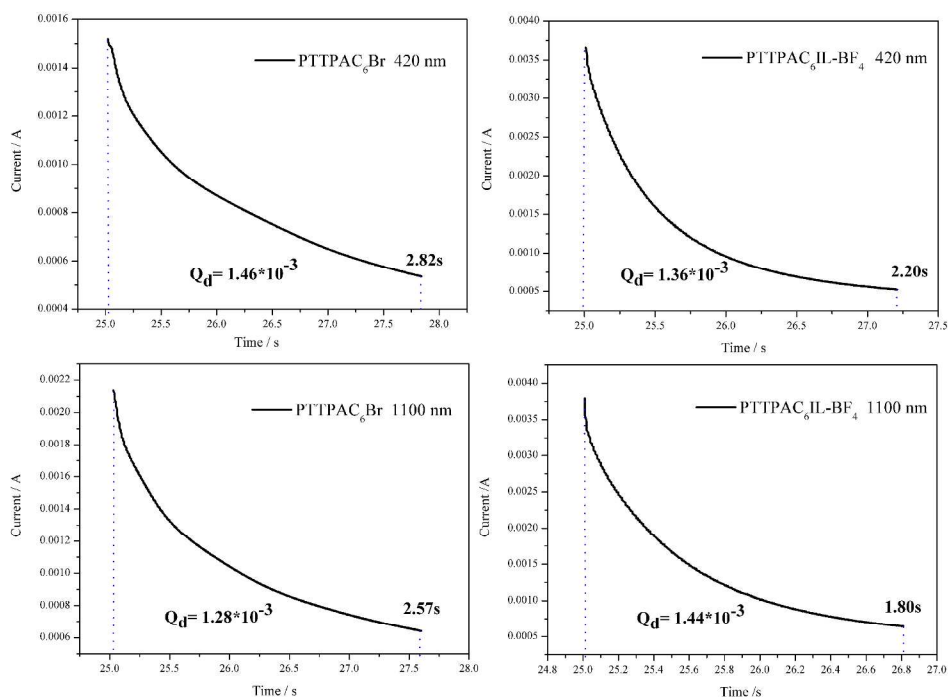 0.0016
0.0014
0.0012
0.0010
0.0008
0.0006
0.0004
Current / A
PTTPAC6Br 420 nm
Qd= 1.46*10-3
2.82s
25.0 25.5 26.0 26.5 27.0 27.5 28.0
Time / s
0.0040
0.0035
0.0030
0.0025
0.0020
0.0015
0.0010
0.0005
Current / A
PTTPAC6IL-BF4 420 nm
Qd= 1.36*10-3
2.20s
25.0 25.5 26.0 26.5 27.0 27.5
Time / s
0.0022
0.0020
0.0018
0.0016
0.0014
0.0012
0.0010
0.0008
0.0006
Current /A
PTTPAC6Br 1100 nm
Qd= 1.28*10-3
2.57s
25.0 25.5 26.0 26.5 27.0 27.5 28.0
Time / s
0.0040
0.0035
0.0030
0.0025
0.0020
0.0015
0.0010
0.0005
Current / A
PTTPAC6IL-BF4 1100 nm
Qd= 1.44*10-3
1.80s
24.8 25.0 25.2 25.4 25.6 25.8 26.0 26.2 26.4 26.6 26.8 27.0
Time /s